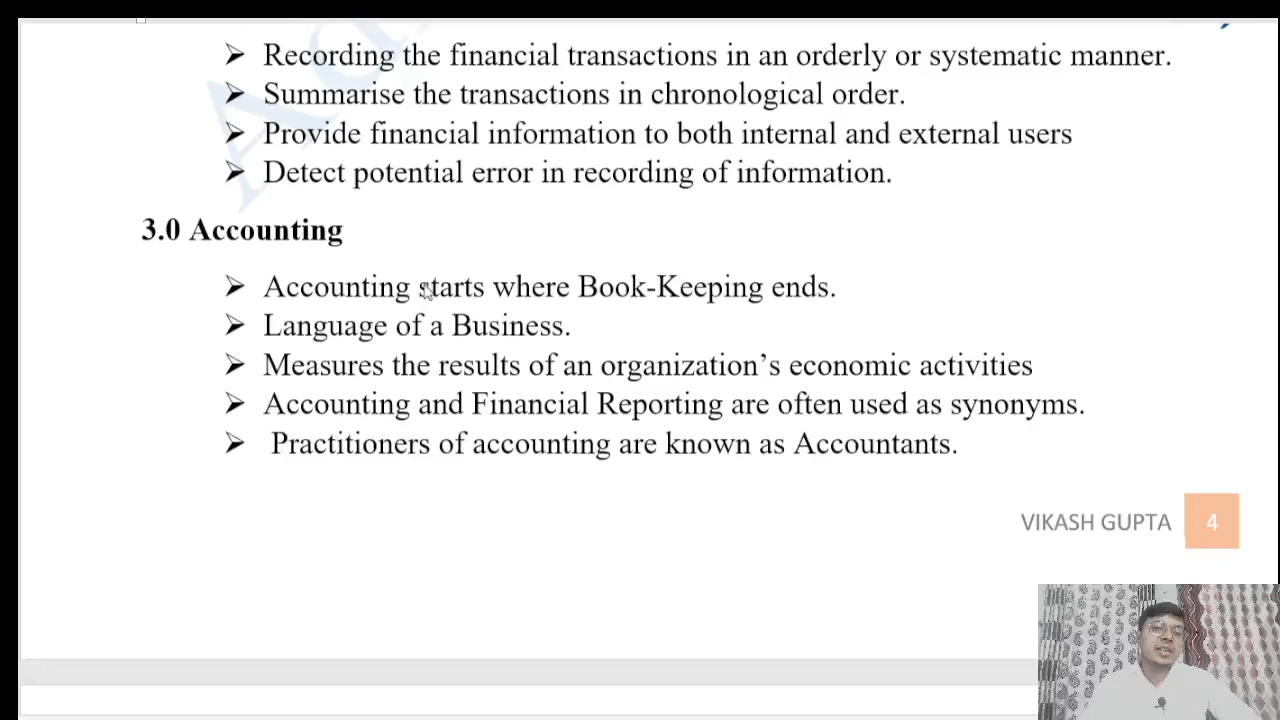 ➤ Recording the financial transactions in an orderly or systematic manner.
➤ Summarise the transactions in chronological order.
➤ Provide financial information to both internal and external users
➤ Detect potential error in recording of information.
3.0 Accounting
➤ Accounting starts where Book-Keeping ends.
➤ Language of a Business.
➤ Measures the results of an organization’s economic activities
➤ Accounting and Financial Reporting are often used as synonyms.
➤ Practitioners of accounting are known as Accountants.
VIKASH GUPTA 4